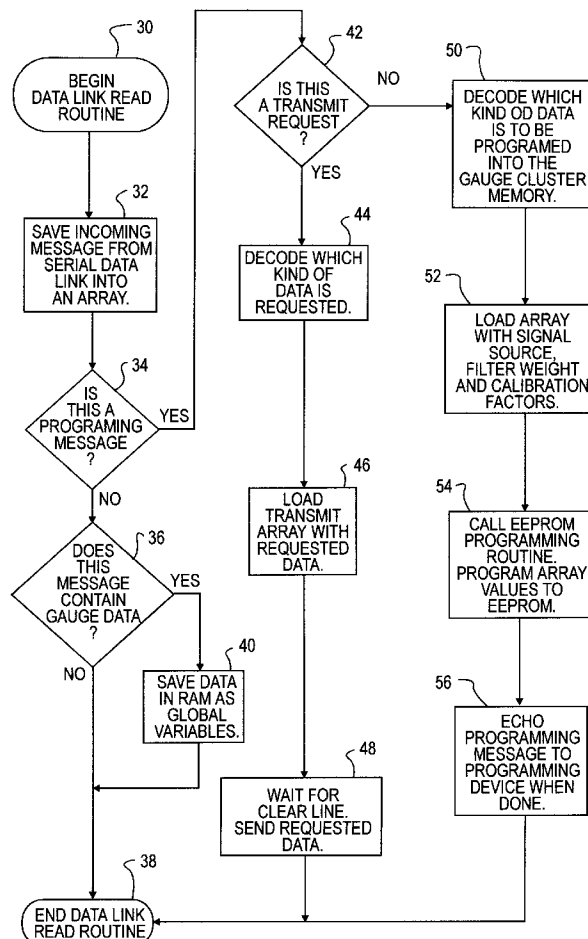 30
BEGIN
DATA LINK READ
ROUTINE
32
SAVE INCOMING
MESSAGE FROM
SERIAL DATA
LINK INTO
AN ARRAY.
34
IS
THIS A
PROGRAMING
MESSAGE
?
YES
NO
36
DOES
THIS
MESSAGE
CONTAIN
GAUGE DATA
?
YES
NO
40
SAVE DATA
IN RAM AS
GLOBAL
VARIABLES.
38
END DATA LINK
READ ROUTINE
42
IS THIS
A TRANSMIT
REQUEST
?
NO
YES
44
DECODE WHICH
KIND OF
DATA IS
REQUESTED.
46
LOAD
TRANSMIT
ARRAY WITH
REQUESTED
DATA.
48
WAIT FOR
CLEAR LINE.
SEND REQUESTED
DATA.
50
DECODE WHICH
KIND OD DATA
IS TO BE
PROGRAMED
INTO THE
GAUGE CLUSTER
MEMORY.
52
LOAD ARRAY
WITH SIGNAL
SOURCE,
FILTER WEIGHT
AND CALIBRATION
FACTORS.
54
CALL EEPROM
PROGRAMMING
ROUTINE.
PROGRAM ARRAY
VALUES TO
EEPROM.
56
ECHO
PROGRAMMING
MESSAGE TO
PROGRAMMING
DEVICE WHEN
DONE.